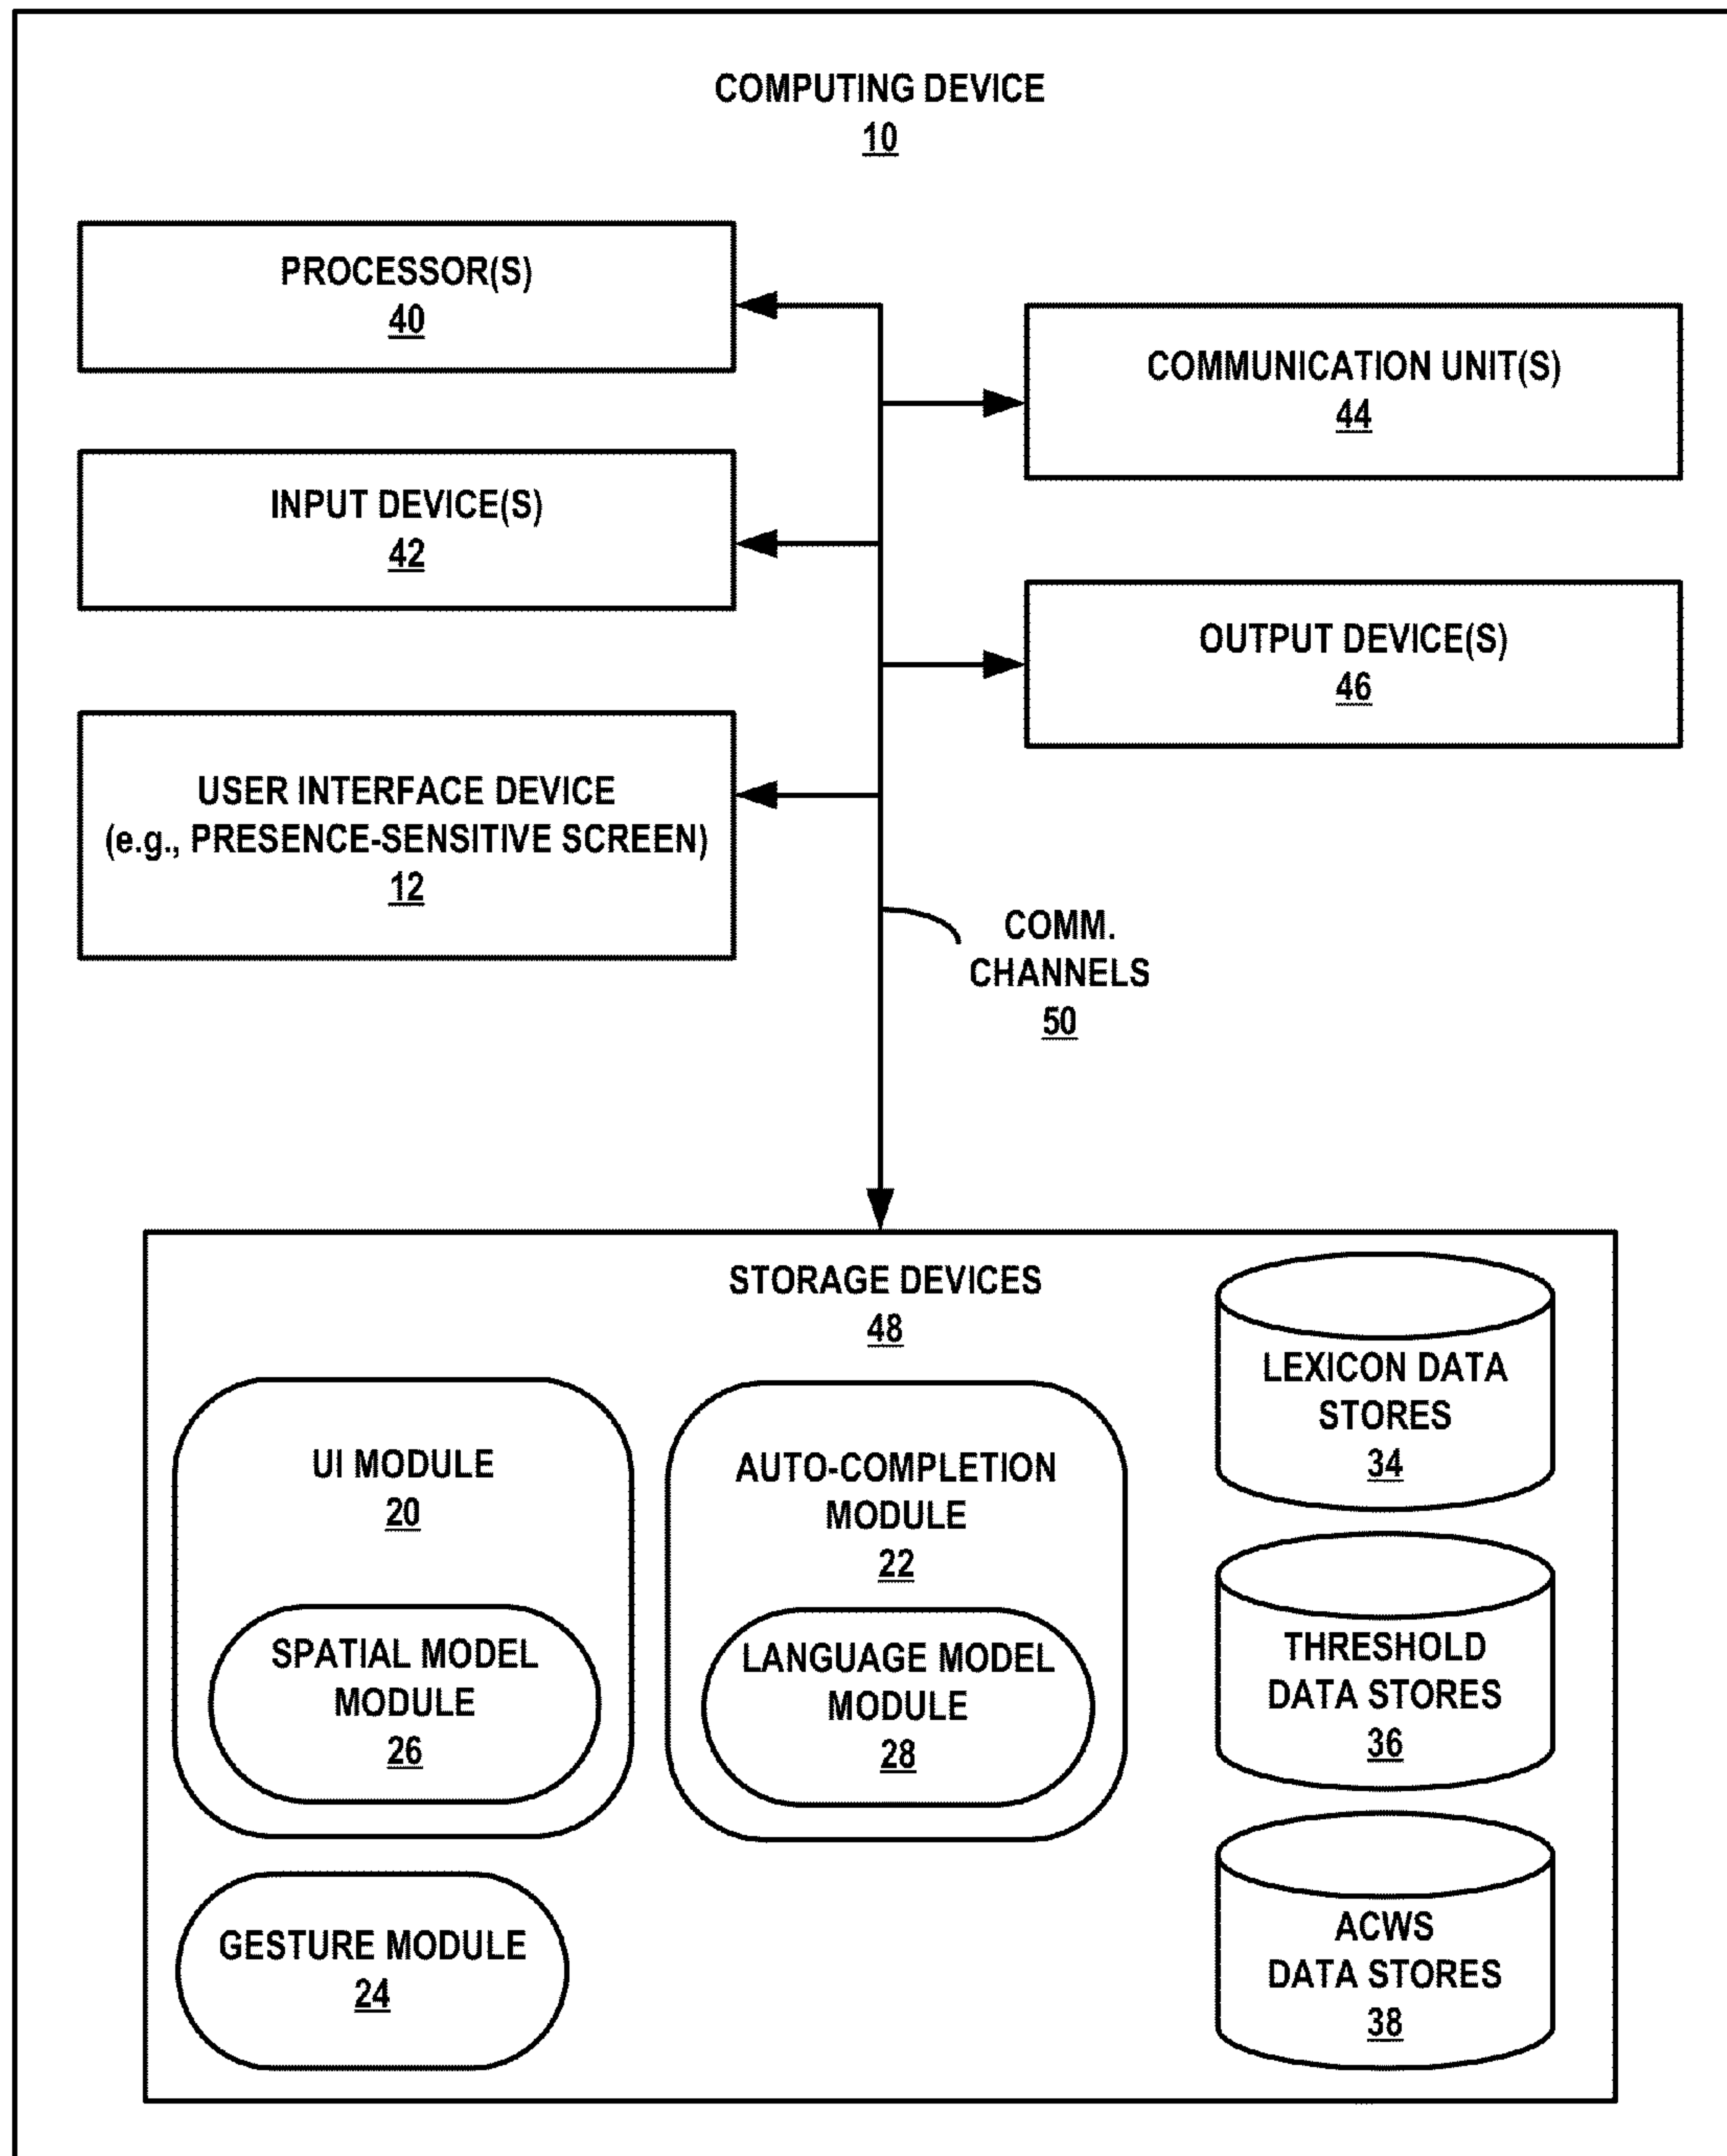 COMPUTING DEVICE
10
PROCESSOR(S)
40
COMMUNICATION UNIT(S)
44
INPUT DEVICE(S)
42
OUTPUT DEVICE(S)
46
USER INTERFACE DEVICE
(e.g., PRESENCE-SENSITIVE SCREEN)
12
COMM.
CHANNELS
50
STORAGE DEVICES
48
UI MODULE
20
SPATIAL MODEL
MODULE
26
AUTO-COMPLETION
MODULE
22
LANGUAGE MODEL
MODULE
28
GESTURE MODULE
24
LEXICON DATA
STORES
34
THRESHOLD
DATA STORES
36
ACWS
DATA STORES
38